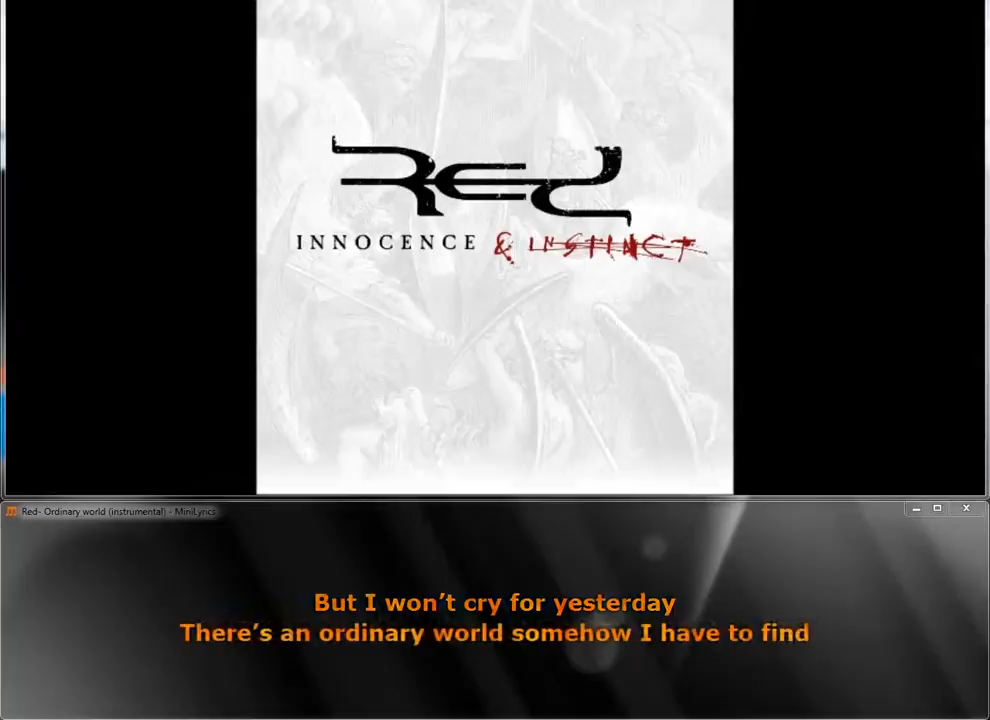 RED
INNOCENCE & INSTINCT
Red- Ordinary world (instrumental) - MiniLyrics
But I won’t cry for yesterday
There’s an ordinary world somehow I have to find